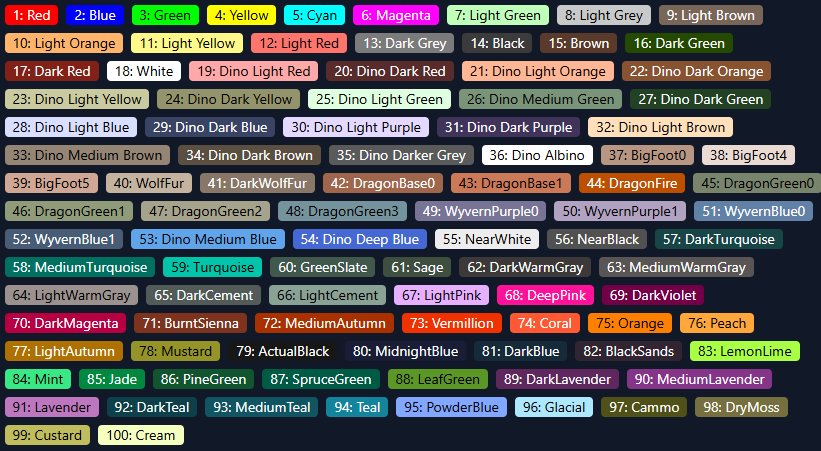 1: Red 2: Blue 3: Green 4: Yellow 5: Cyan 6: Magenta 7: Light Green 8: Light Grey 9: Light Brown
10: Light Orange 11: Light Yellow 12: Light Red 13: Dark Grey 14: Black 15: Brown 16: Dark Green
17: Dark Red 18: White 19: Dino Light Red 20: Dino Dark Red 21: Dino Light Orange 22: Dino Dark Orange
23: Dino Light Yellow 24: Dino Dark Yellow 25: Dino Light Green 26: Dino Medium Green 27: Dino Dark Green
28: Dino Light Blue 29: Dino Dark Blue 30: Dino Light Purple 31: Dino Dark Purple 32: Dino Light Brown
33: Dino Medium Brown 34: Dino Dark Brown 35: Dino Darker Grey 36: Dino Albino 37: BigFoot0 38: BigFoot4
39: BigFoot5 40: WolfFur 41: DarkWolfFur 42: DragonBase0 43: DragonBase1 44: DragonFire 45: DragonGreen0
46: DragonGreen1 47: DragonGreen2 48: DragonGreen3 49: WyvernPurple0 50: WyvernPurple1 51: WyvernBlue0
52: WyvernBlue1 53: Dino Medium Blue 54: Dino Deep Blue 55: NearWhite 56: NearBlack 57: DarkTurquoise
58: MediumTurquoise 59: Turquoise 60: GreenSlate 61: Sage 62: DarkWarmGray 63: MediumWarmGray
64: LightWarmGray 65: DarkCement 66: LightCement 67: LightPink 68: DeepPink 69: DarkViolet
70: DarkMagenta 71: BurntSienna 72: MediumAutumn 73: Vermillion 74: Coral 75: Orange 76: Peach
77: LightAutumn 78: Mustard 79: ActualBlack 80: MidnightBlue 81: DarkBlue 82: BlackSands 83: LemonLime
84: Mint 85: Jade 86: PineGreen 87: SpruceGreen 88: LeafGreen 89: DarkLavender 90: MediumLavender
91: Lavender 92: DarkTeal 93: MediumTeal 94: Teal 95: PowderBlue 96: Glacial 97: Cammo 98: DryMoss
99: Custard 100: Cream